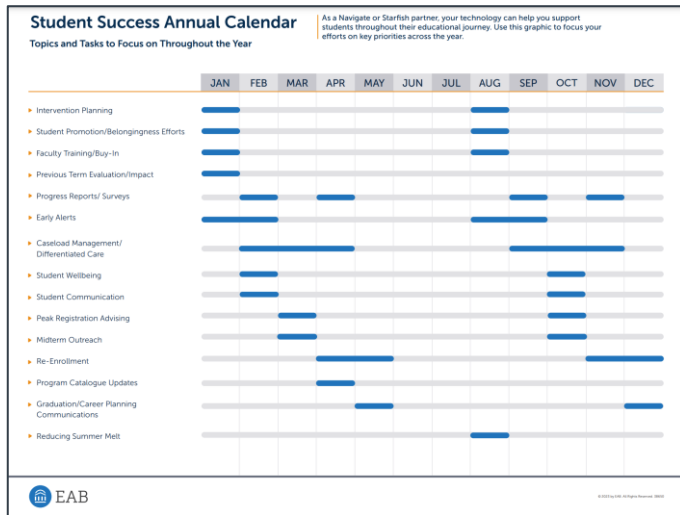 Student Success Annual Calendar
Topics and Tasks to Focus on Throughout the Year
As a Navigate or Starfish partner, your technology can help you support
students throughout their educational journey. Use this graphic to focus your
efforts on key priorities across the year.
JAN FEB MAR APR MAY JUN JUL AUG SEP OCT NOV DEC
Intervention Planning
Student Promotion/Belongingness Efforts
Faculty Training/Buy-In
Previous Term Evaluation/Impact
Progress Reports/ Surveys
Early Alerts
Caseload Management/
Differentiated Care
Student Wellbeing
Student Communication
Peak Registration Advising
Midterm Outreach
Re-Enrollment
Program Catalogue Updates
Graduation/Career Planning
Communications
Reducing Summer Melt
EAB
by EAB. All Rights Reserved.